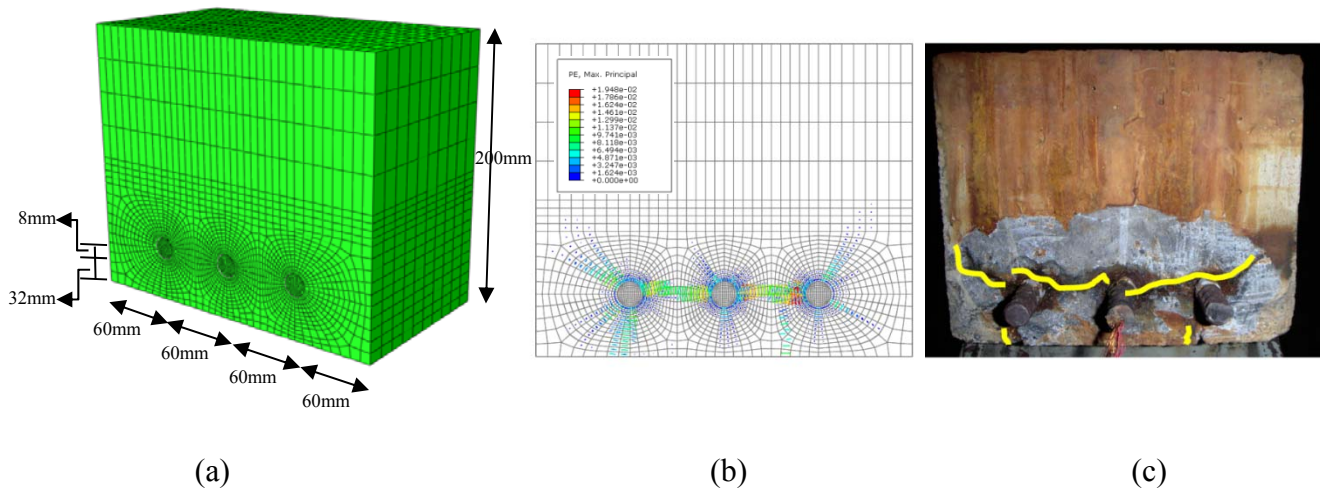 200mm
8mm
32mm
60mm
60mm
60mm
60mm
PE, Max. Principal
+1.948e-02
+1.786e-02
+1.624e-02
+1.461e-02
+1.299e-02
+1.137e-02
+9.741e-03
+8.118e-03
+6.494e-03
+4.871e-03
+3.247e-03
+1.624e-03
+0.000e+00
(a)
(b)
(c)